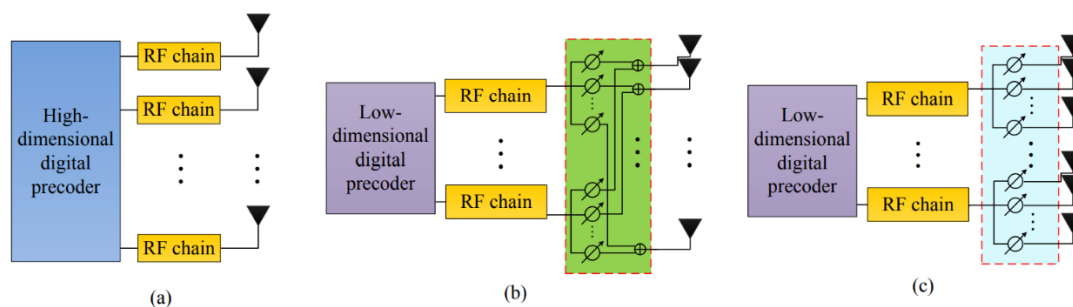 High-
dimensional
digital
precoder
RF chain
RF chain
RF chain
(a)
Low-
dimensional
digital
precoder
RF chain
RF chain
(b)
Low-
dimensional
digital
precoder
RF chain
RF chain
(c)